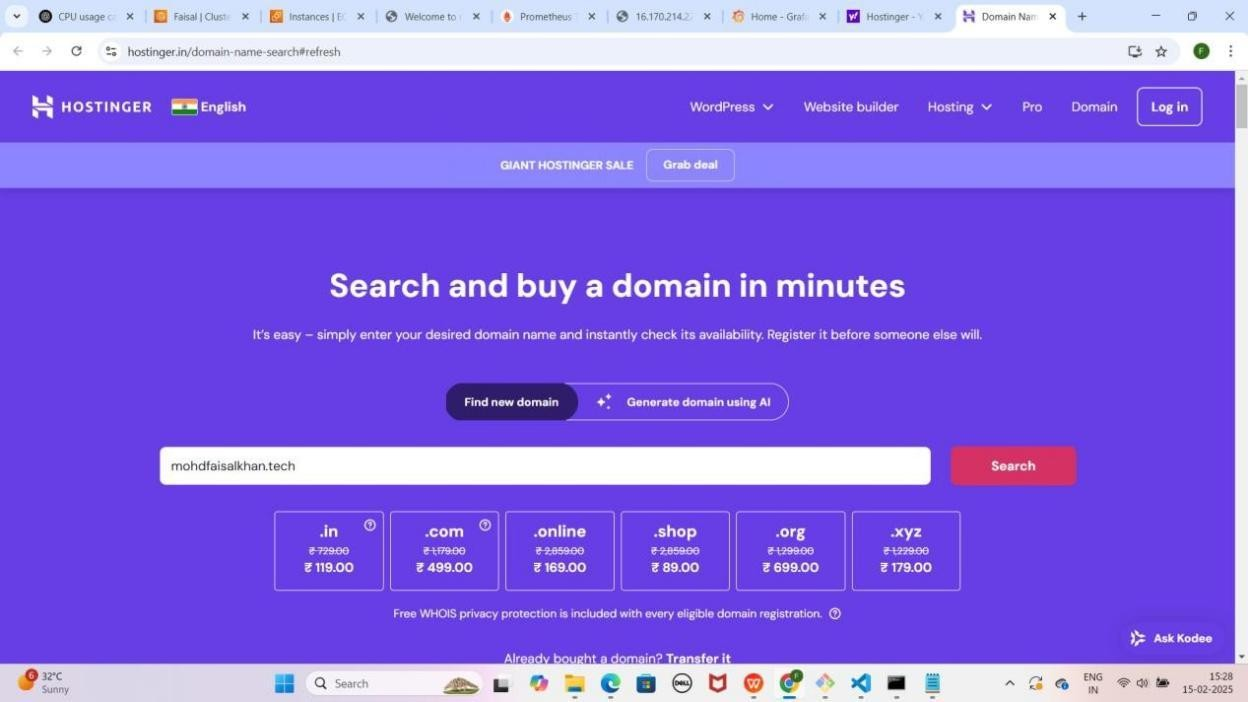 CPU usage ca
Faisal | Cluste
Instances | EC
Welcome to
Prometheus T
16.170.214.22
Home - Grafa
Hostinger - Y
Domain Nam
hostinger.in/domain-name-search#refresh
F
HOSTINGER
English
WordPress
Website builder
Hosting
Pro
Domain
Log in
GIANT HOSTINGER SALE
Grab deal
Search and buy a domain in minutes
It's easy – simply enter your desired domain name and instantly check its availability. Register it before someone else will.
Find new domain
Generate domain using AI
mohdfaisalkhan.tech
Search
.in
₹ 729.00
₹ 119.00
.com
₹ 1,179.00
₹ 499.00
.online
₹ 2,859.00
₹ 169.00
.shop
₹ 2,859.00
₹ 89.00
.org
₹ 1,299.00
₹ 699.00
.xyz
₹ 1,229.00
₹ 179.00
Free WHOIS privacy protection is included with every eligible domain registration.
Already bought a domain? Transfer it
Ask Kodee
6
32°C
Sunny
Search
DELL
F
ENG
IN
15:28
15-02-2025